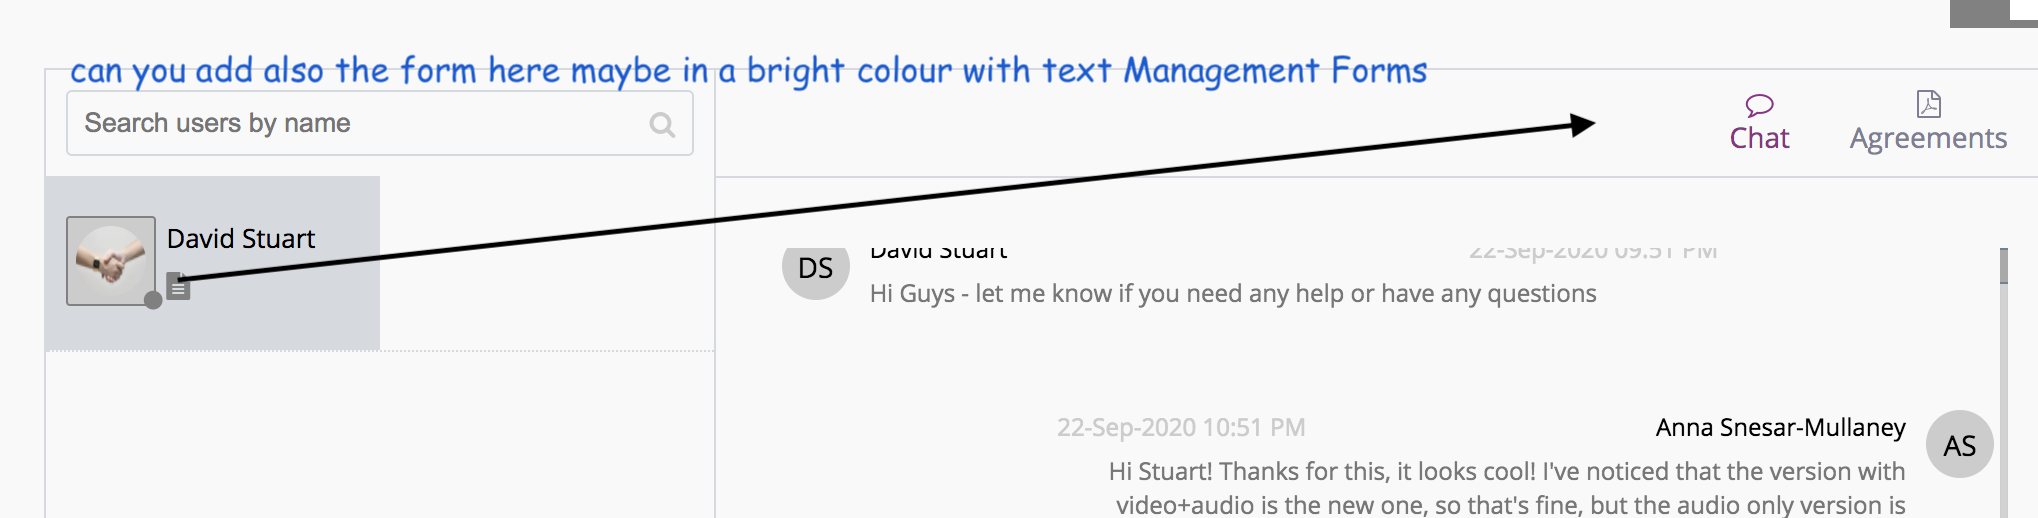 can you add also the form here maybe in a bright colour with text Management Forms
Search users by name
Chat
Agreements
David Stuart
DS
David Stuart
22-Sep-2020 09:51 PM
Hi Guys - let me know if you need any help or have any questions
22-Sep-2020 10:51 PM
Anna Snesar-Mullaney
AS
Hi Stuart! Thanks for this, it looks cool! I've noticed that the version with
video+audio is the new one, so that's fine, but the audio only version is